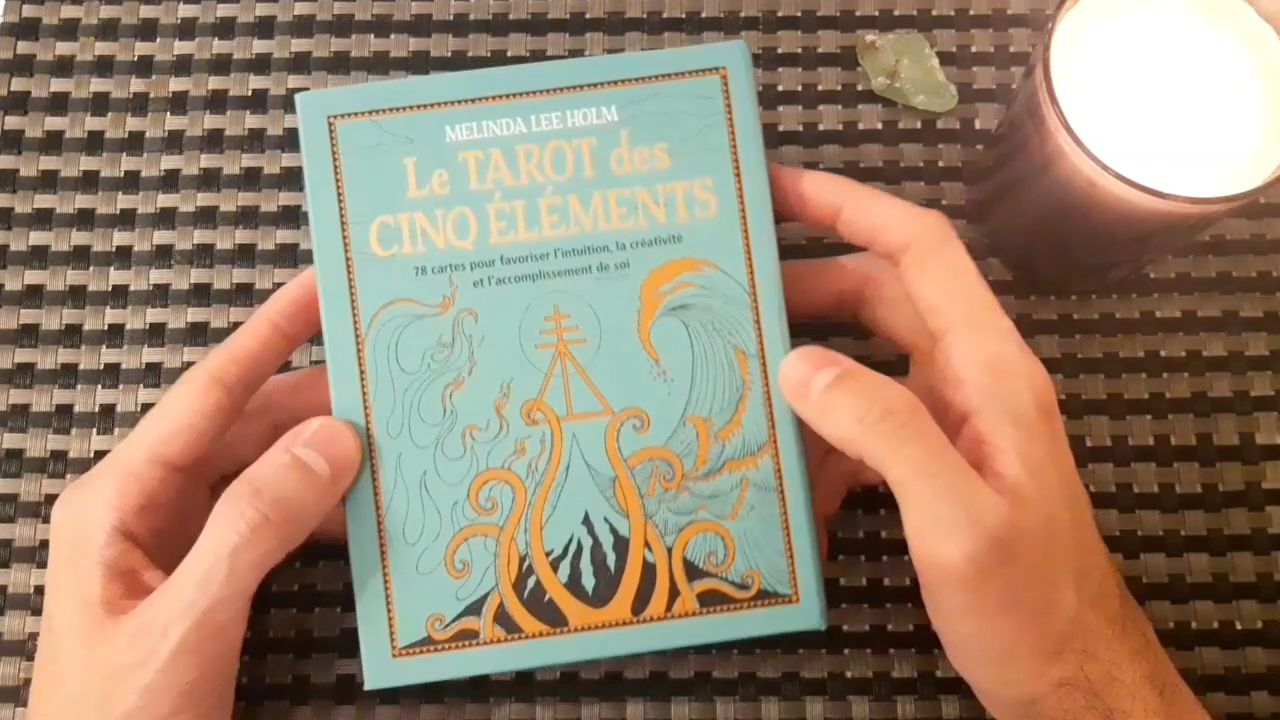 MELINDA LEE HOLM
Le TAROT des
CINQ ÉLÉMENTS
78 cartes pour favoriser l'intuition, la créativité
et l'accomplissement de soi